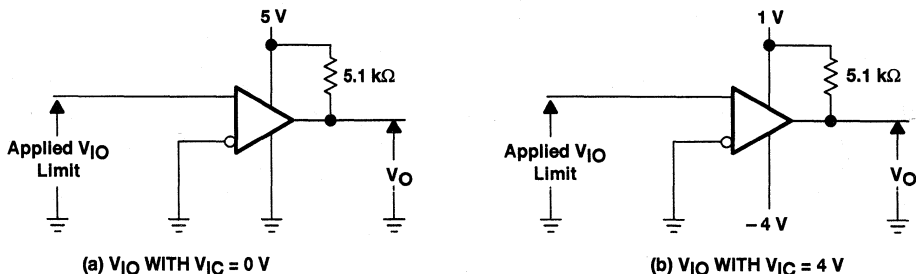 5 V
5.1 kΩ
Applied VIO
Limit
VO
(a) VIO WITH VIC = 0 V
1 V
5.1 kΩ
Applied VIO
Limit
VO
–4 V
(b) VIO WITH VIC = 4 V